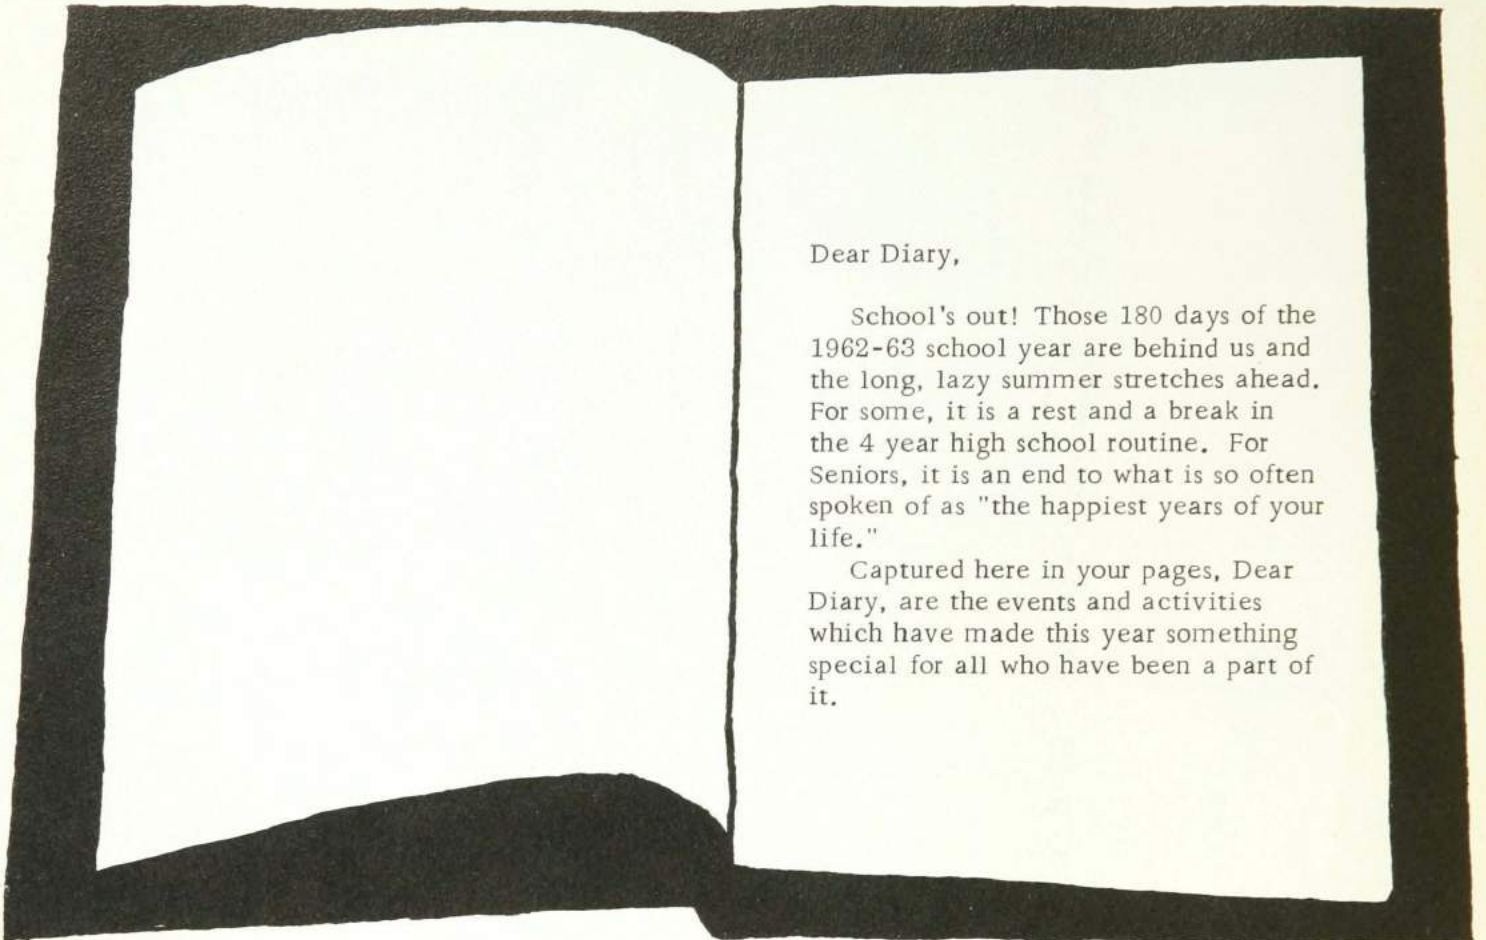 Dear Diary,
School's out! Those 180 days of the
1962-63 school year are behind us and
the long, lazy summer stretches ahead.
For some, it is a rest and a break in
the 4 year high school routine. For
Seniors, it is an end to what is so often
spoken of as "the happiest years of your
life."
Captured here in your pages, Dear
Diary, are the events and activities
which have made this year something
special for all who have been a part of
it.